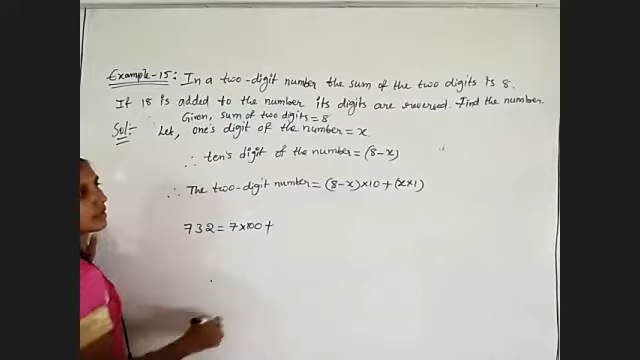 Example-15: In a two-digit number the sum of the two digits is 8.
If 18 is added to the number its digits are reversed. Find the number.
Given, sum of two digits = 8
Sol:- Let, one's digit of the number = x
∴ ten's digit of the number = (8-x)
∴ The two-digit number = (8-x)×10+(x×1)
732 = 7×100+